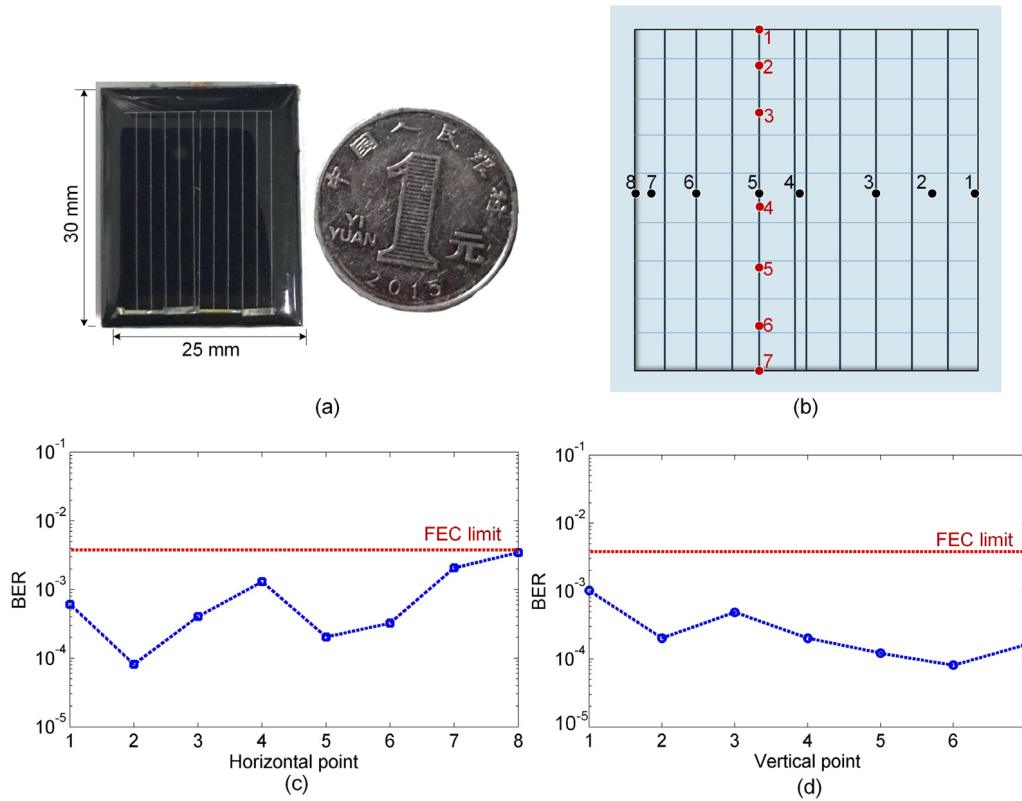 30 mm
25 mm
中国人民银行
YI
YUAN
1
元
2015
(a)
1
2
3
8 7 6 5 4 3 2 1
4
5
6
7
(b)
10-1
10-2
FEC limit
10-3
BER
10-4
10-5
1 2 3 4 5 6 7 8
Horizontal point
(c)
10-1
10-2
FEC limit
10-3
BER
10-4
10-5
1 2 3 4 5 6 7
Vertical point
(d)